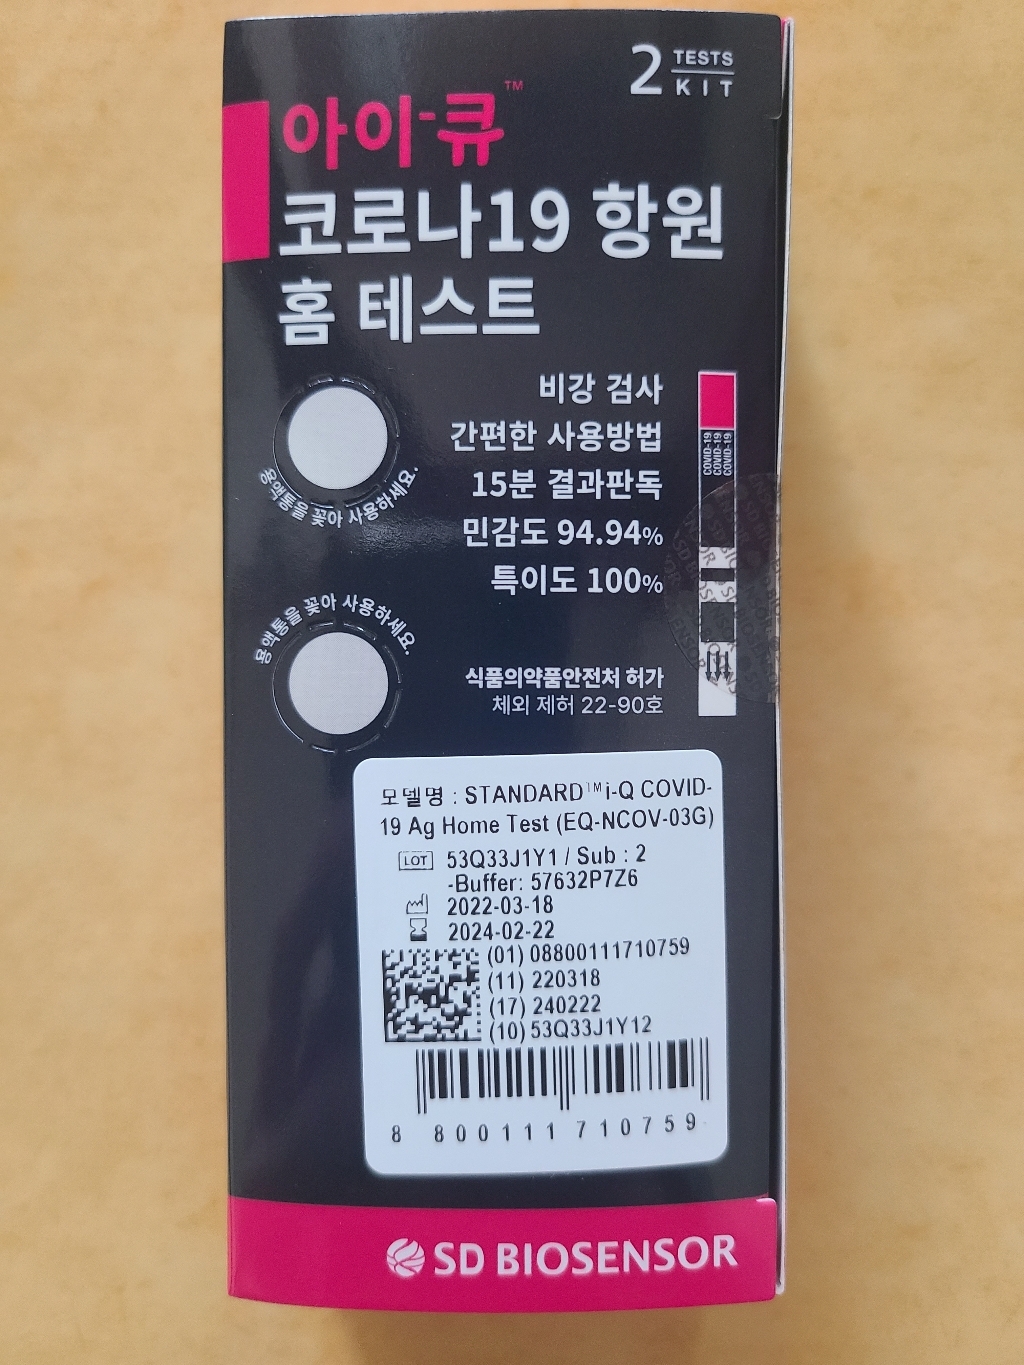 2 TESTS KIT
아이-큐™
코로나19 항원
홈 테스트
비강 검사
간편한 사용방법
15분 결과판독
민감도 94.94%
특이도 100%
용액통을 꽂아 사용하세요.
용액통을 꽂아 사용하세요.
COVID-19
COVID-19
COVID-19
SD BIOSENSOR
식품의약품안전처 허가
체외 제허 22-90호
모델명 : STANDARD™ i-Q COVID-
19 Ag Home Test (EQ-NCOV-03G)
LOT 53Q33J1Y1 / Sub : 2
-Buffer: 57632P7Z6
2022-03-18
2024-02-22
(01) 08800111710759
(11) 220318
(17) 240222
(10) 53Q33J1Y12
8 800111 710759
SD BIOSENSOR